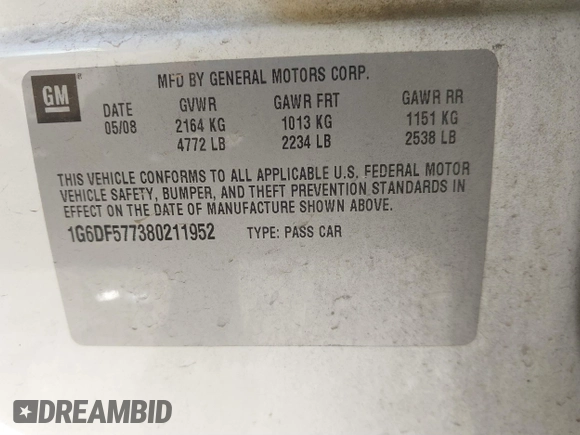 GM
MFD BY GENERAL MOTORS CORP.
DATE GVWR GAWR FRT GAWR RR
05/08 2164 KG 1013 KG 1151 KG
4772 LB 2234 LB 2538 LB
THIS VEHICLE CONFORMS TO ALL APPLICABLE U.S. FEDERAL MOTOR
VEHICLE SAFETY, BUMPER, AND THEFT PREVENTION STANDARDS IN
EFFECT ON THE DATE OF MANUFACTURE SHOWN ABOVE.
1G6DF577380211952 TYPE: PASS CAR
DREAMBID